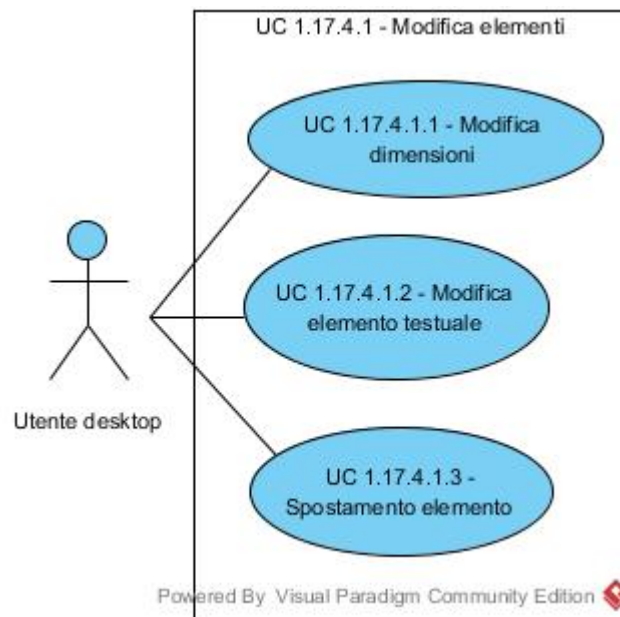 UC 1.17.4.1 - Modifica elementi
UC 1.17.4.1.1 - Modifica
dimensioni
UC 1.17.4.1.2 - Modifica
elemento testuale
Utente desktop
UC 1.17.4.1.3 -
Spostamento elemento
Powered By Visual Paradigm Community Edition